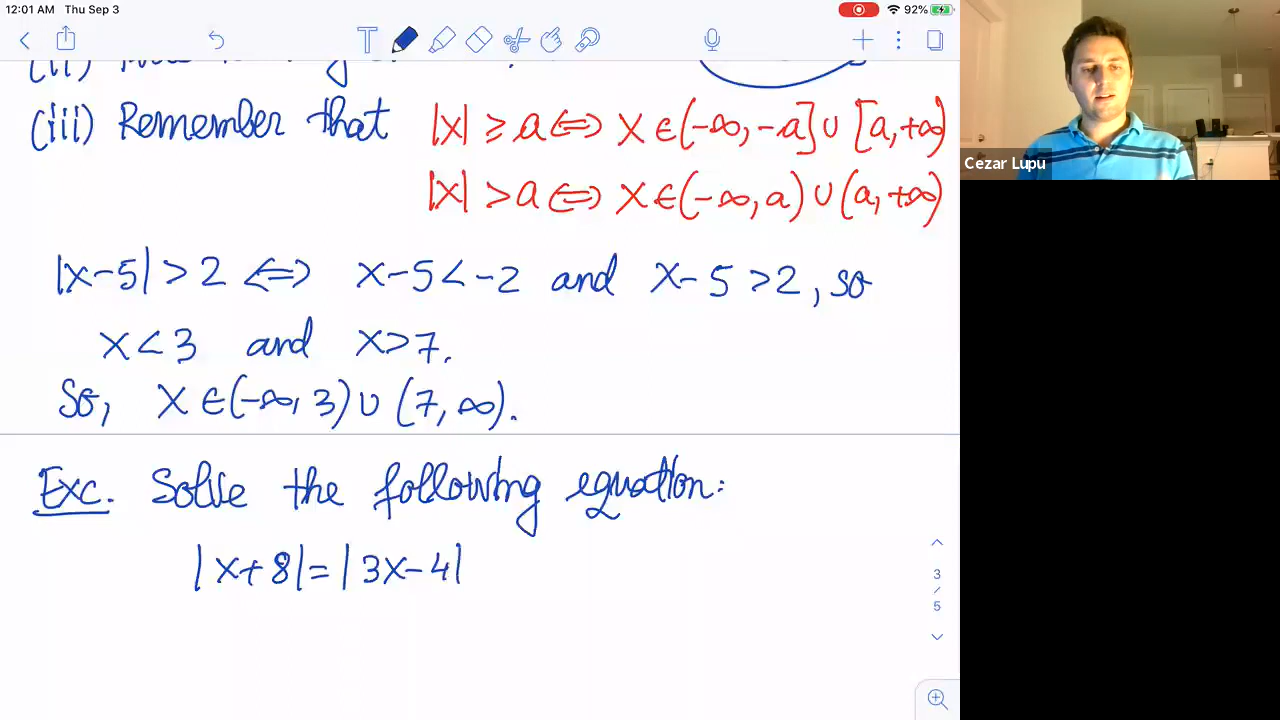 12:01 AM Thu Sep 3
92%
(iii) Remember that |x| ≥ a ⟺ x ∈ (-∞, -a] ∪ [a, +∞)
|x| > a ⟺ x ∈ (-∞, a) ∪ (a, +∞)
|x-5| > 2 ⟺ x-5 < -2 and x-5 > 2, so
x < 3 and x > 7.
So, x ∈ (-∞, 3) ∪ (7, ∞).
Exc. Solve the following equation:
|x+8| = |3x-4|
Cezar Lupu
3
/
5